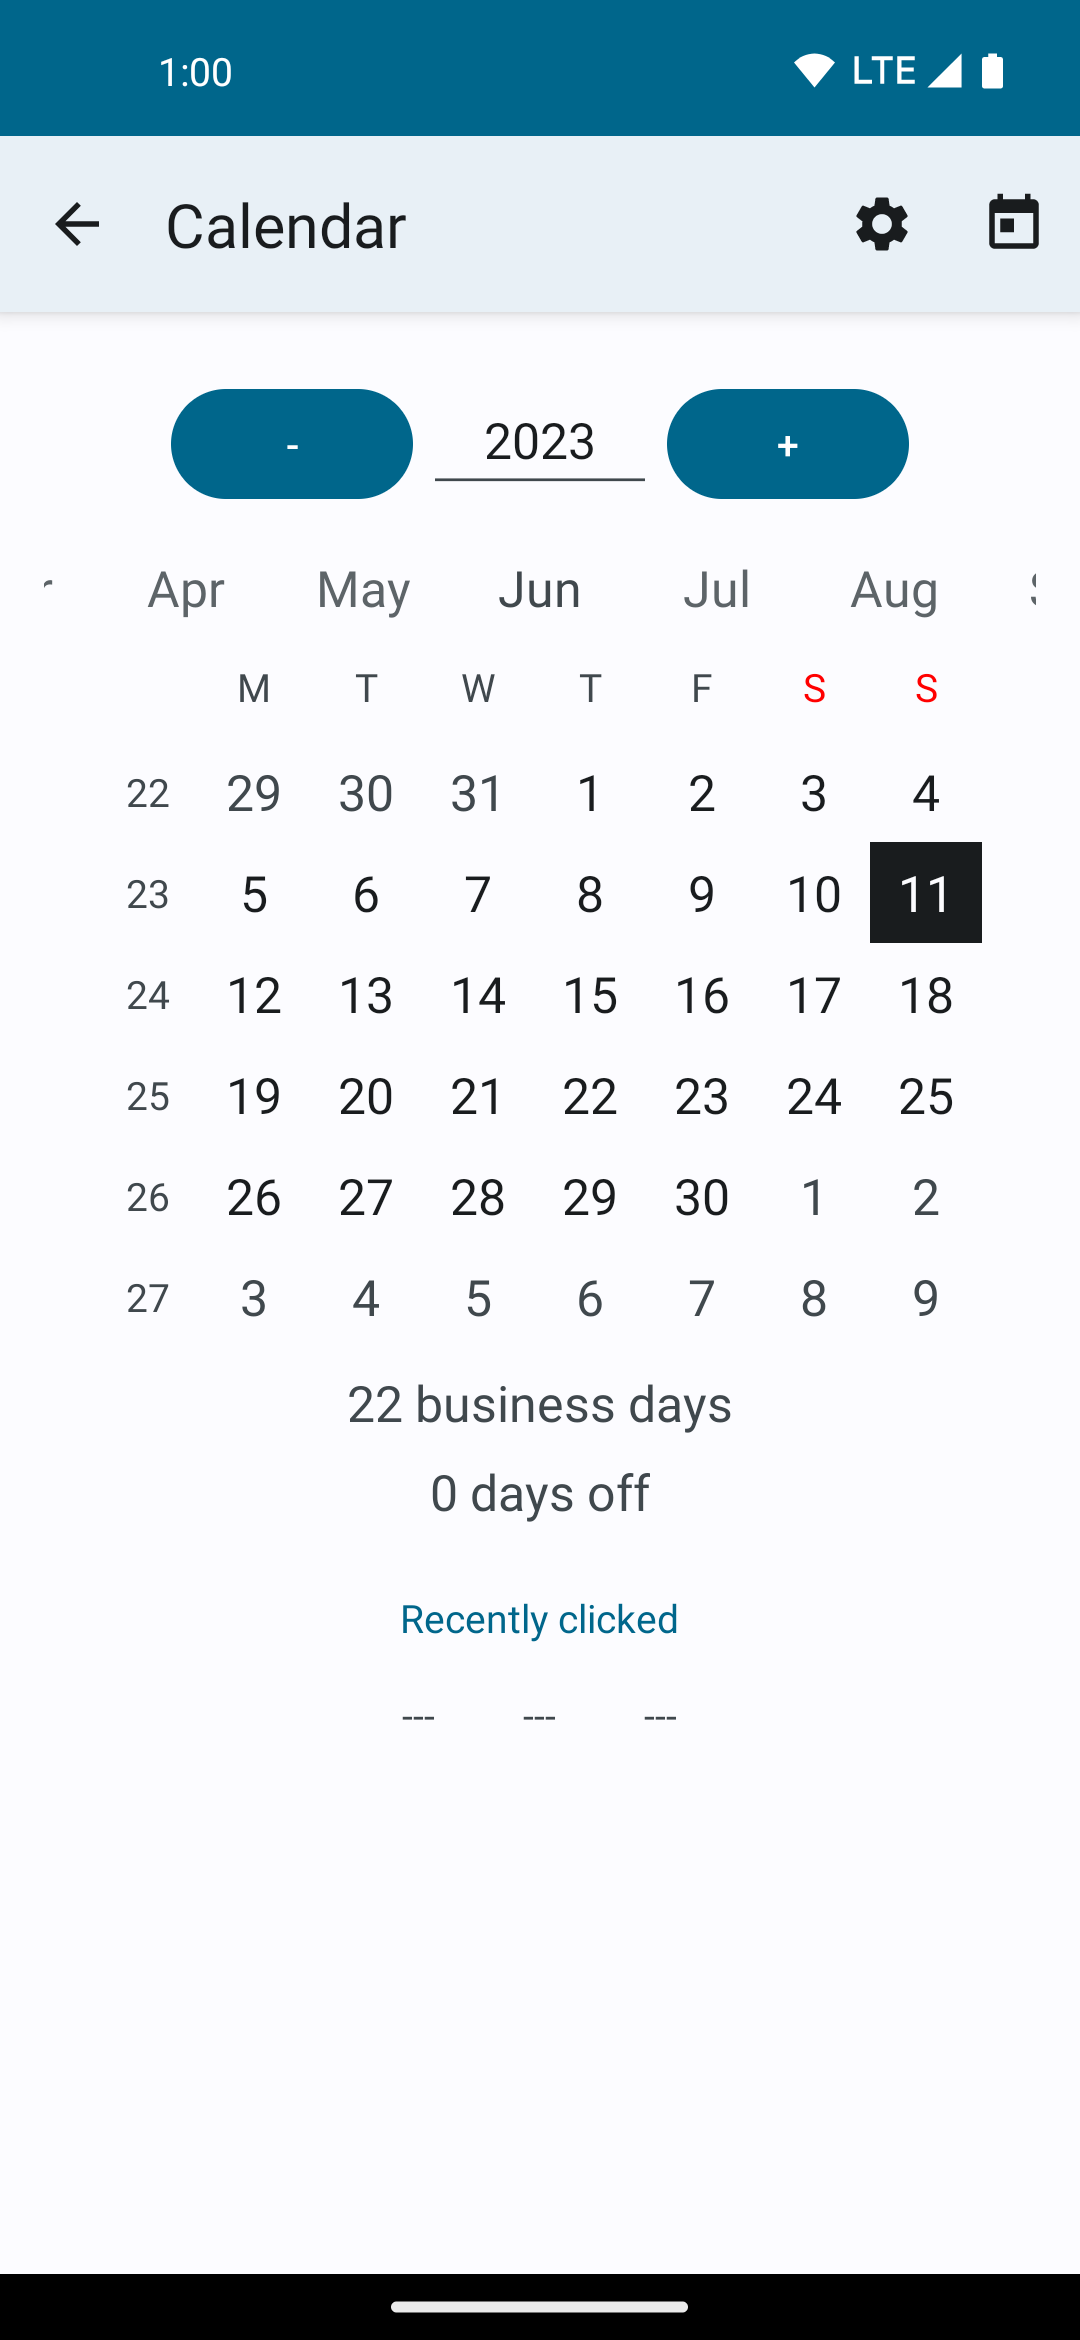 1:00 LTE
Calendar
- 2023 +
Apr May Jun Jul Aug
M T W T F S S
22 29 30 31 1 2 3 4
23 5 6 7 8 9 10 11
24 12 13 14 15 16 17 18
25 19 20 21 22 23 24 25
26 26 27 28 29 30 1 2
27 3 4 5 6 7 8 9
22 business days
0 days off
Recently clicked
--- --- ---